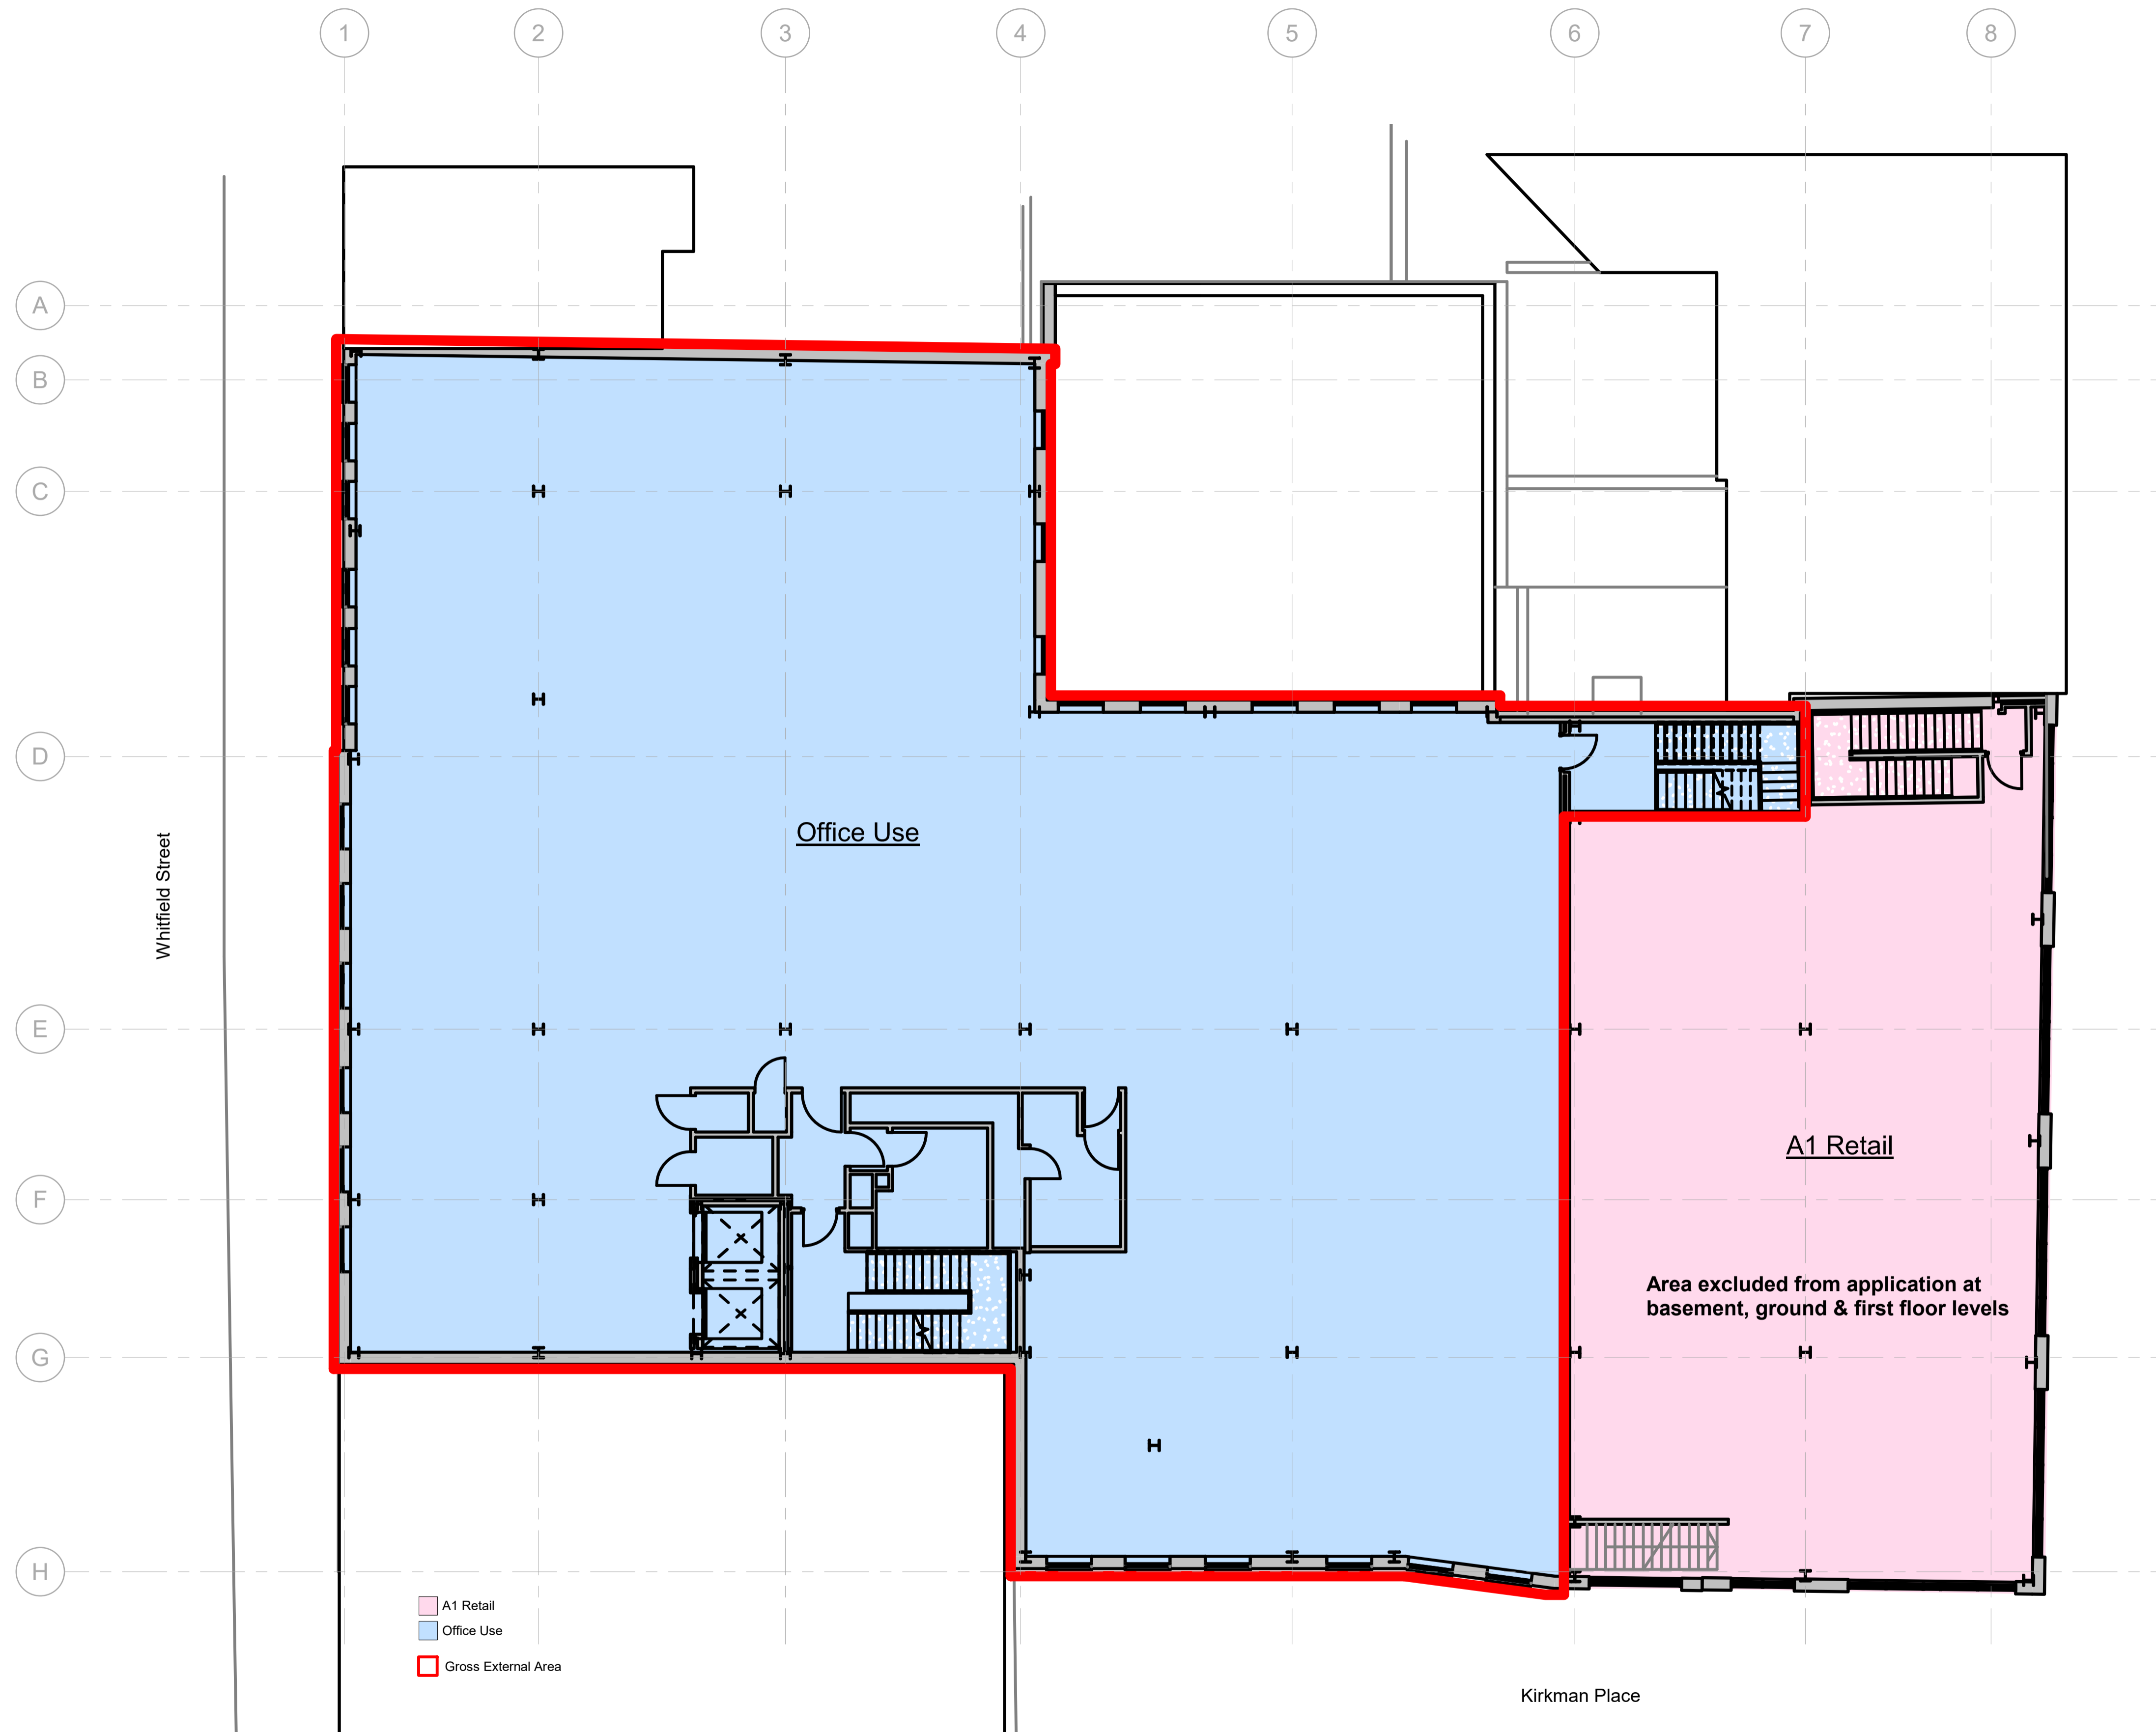 1
2
3
4
5
6
7
8
A
B
C
D
E
F
G
H
Whitfield Street
Office Use
A1 Retail
Area excluded from application at
basement, ground & first floor levels
A1 Retail
Office Use
Gross External Area
Kirkman Place